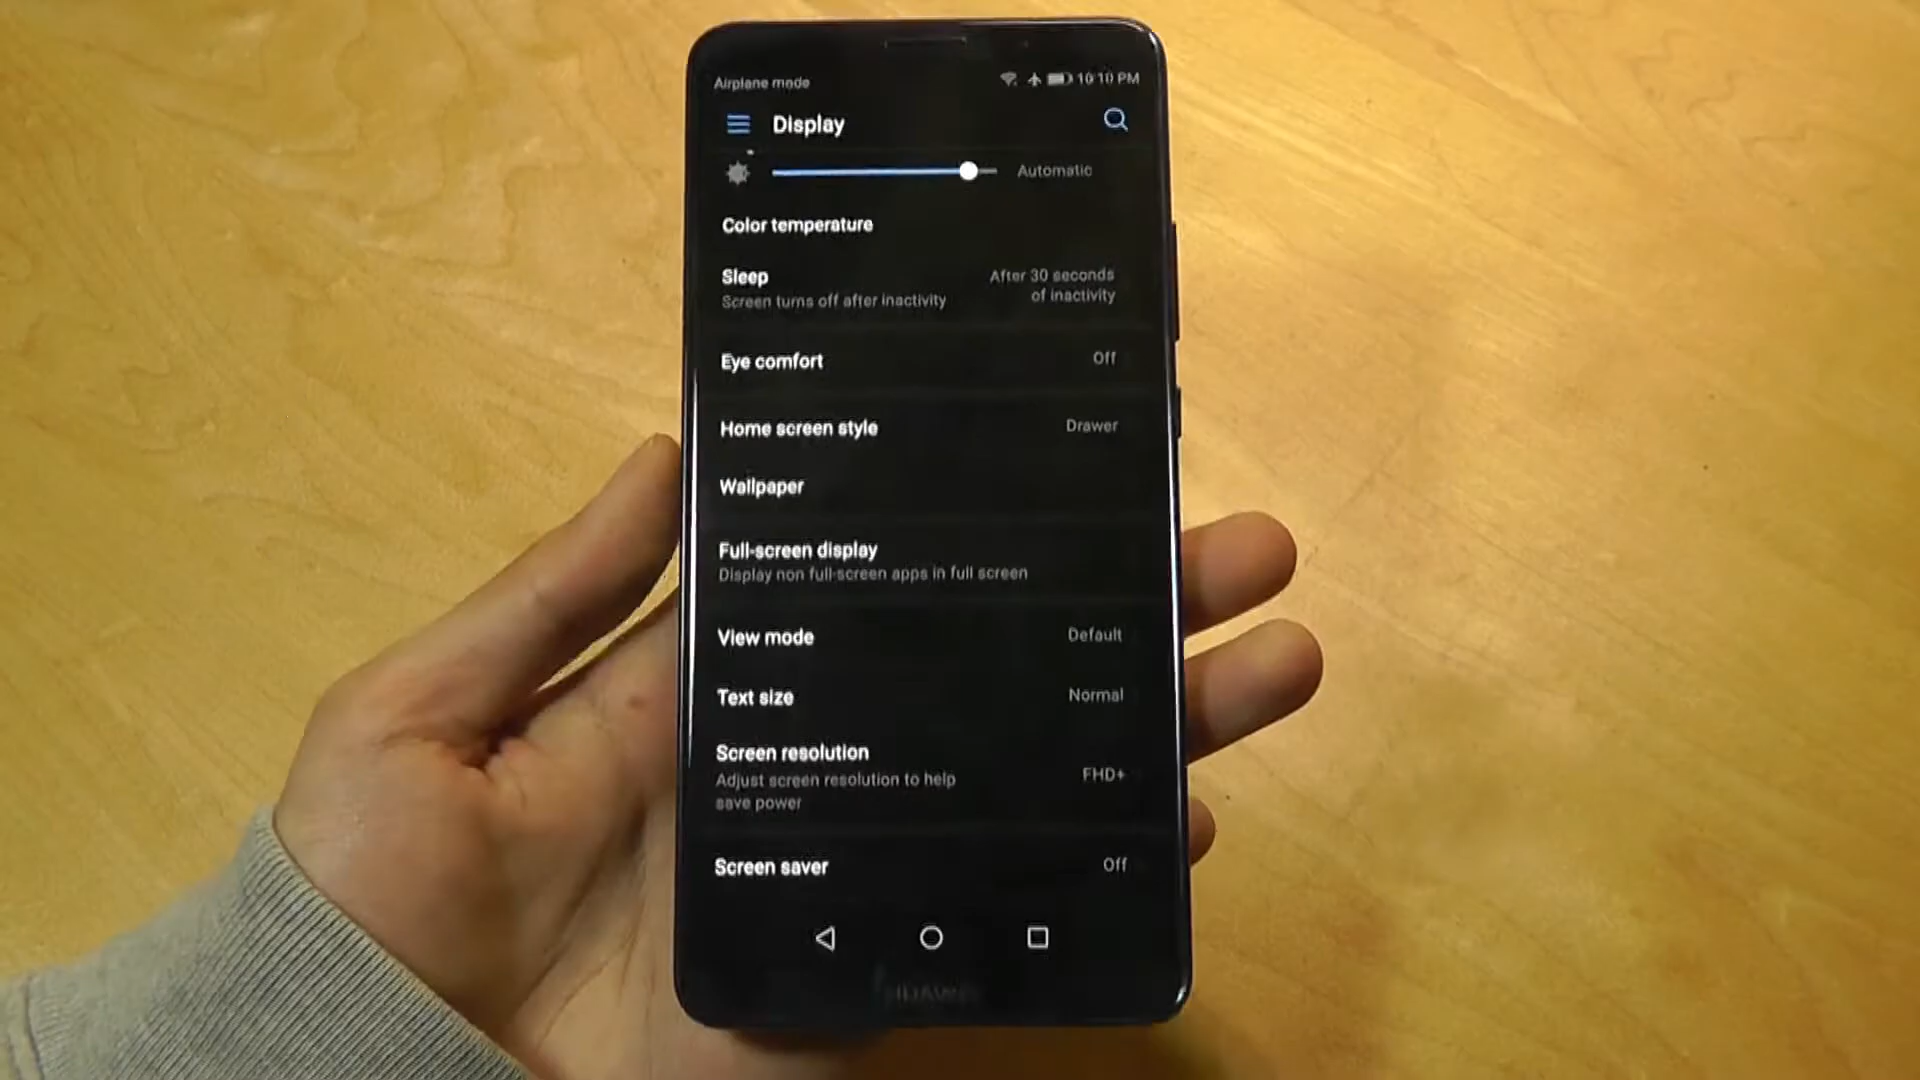 Airplane mode 10:10 PM
Display
Automatic
Color temperature
Sleep
Screen turns off after inactivity
After 30 seconds
of inactivity
Eye comfort Off
Home screen style Drawer
Wallpaper
Full-screen display
Display non full-screen apps in full screen
View mode Default
Text size Normal
Screen resolution
Adjust screen resolution to help
save power
FHD+
Screen saver Off
HUAWEI